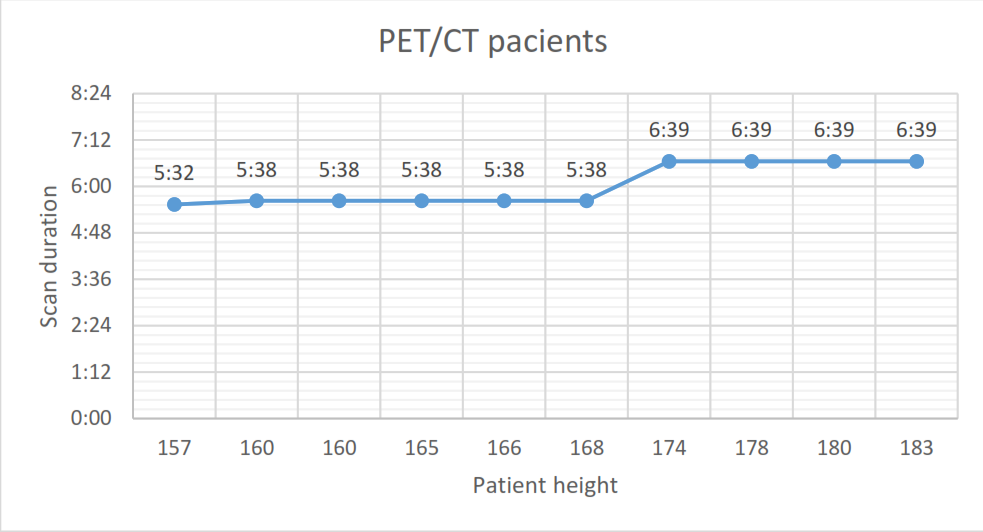 PET/CT pacients
8:24
7:12
6:00
4:48
3:36
2:24
1:12
0:00
Scan duration
5:32 5:38 5:38 5:38 5:38 5:38 6:39 6:39 6:39 6:39
157 160 160 165 166 168 174 178 180 183
Patient height